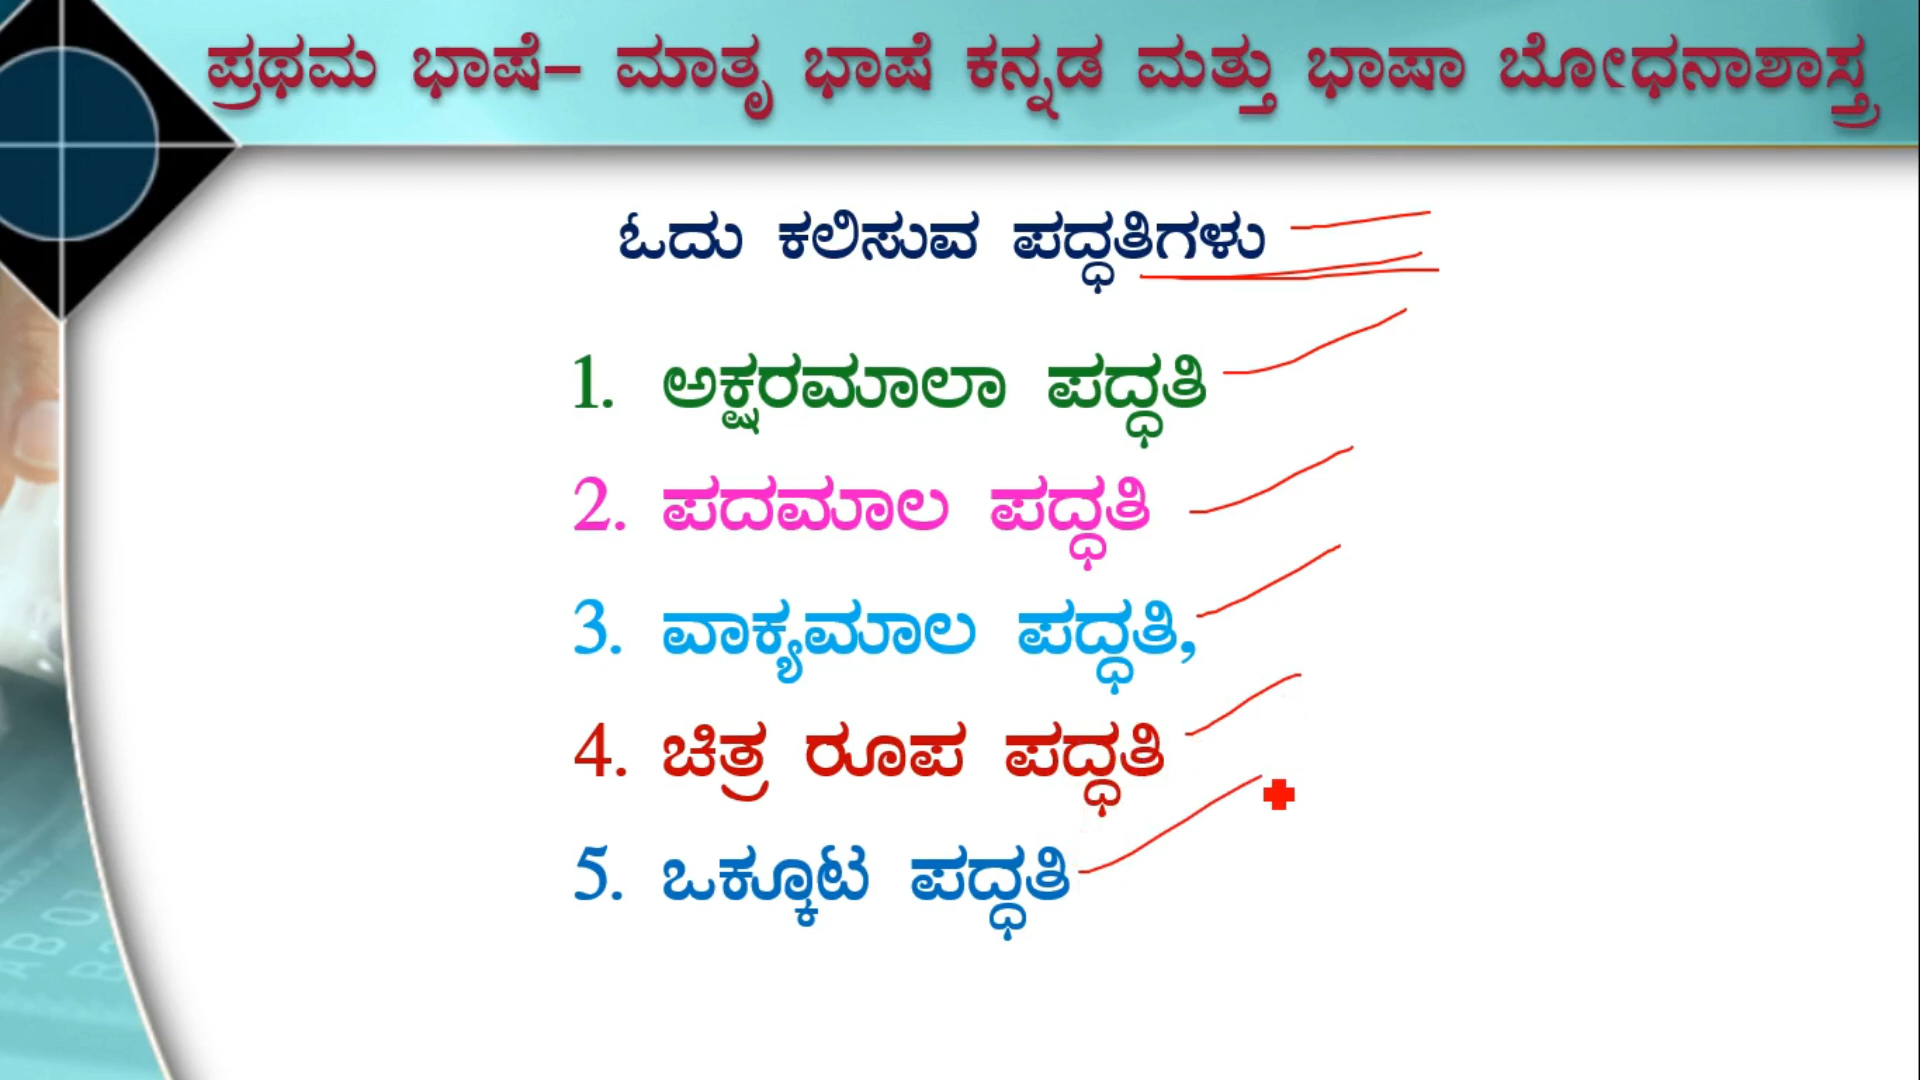 ಪ್ರಥಮ ಭಾಷೆ– ಮಾತೃ ಭಾಷೆ ಕನ್ನಡ ಮತ್ತು ಭಾಷಾ ಬೋಧನಾಶಾಸ್ತ್ರ
ಓದು ಕಲಿಸುವ ಪದ್ಧತಿಗಳು
1. ಅಕ್ಷರಮಾಲಾ ಪದ್ಧತಿ
2. ಪದಮಾಲ ಪದ್ಧತಿ
3. ವಾಕ್ಯಮಾಲ ಪದ್ಧತಿ,
4. ಚಿತ್ರ ರೂಪ ಪದ್ಧತಿ
5. ಒಕ್ಕೂಟ ಪದ್ಧತಿ